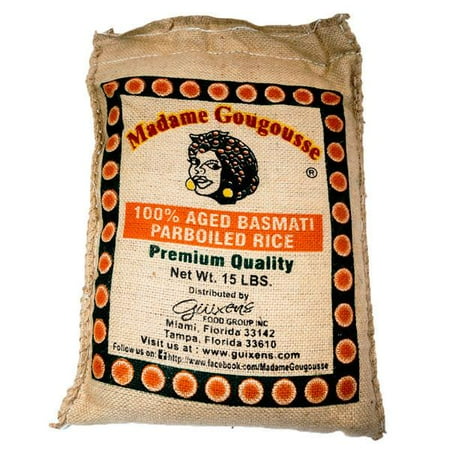 Madame Gougousse
®
100% AGED BASMATI
PARBOILED RICE
Premium Quality
Net Wt. 15 LBS.
Distributed by
Guixens
FOOD GROUP INC
Miami, Florida 33142
Tampa, Florida 33610
Visit us at : www.guixens.com
Follow us on: f http://www.facebook.com/MadameGougousse